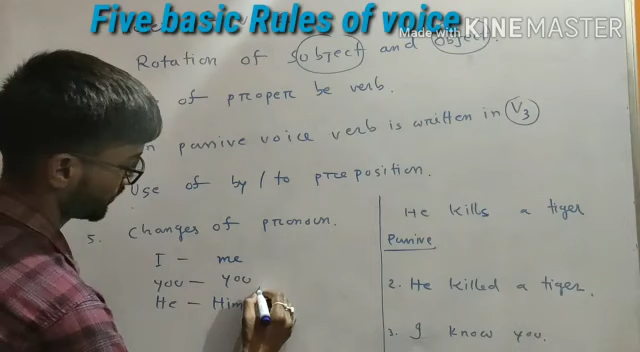 Five basic Rules of voice
Made with KINEMASTER
Rotation of Subject and object.
of proper be verb.
passive voice verb is written in V3
Use of by / to preposition.
5. Changes of pronoun.
I - me
you - you
He - Him
He kills a tiger
Passive
2. He killed a tiger.
3. I know you.